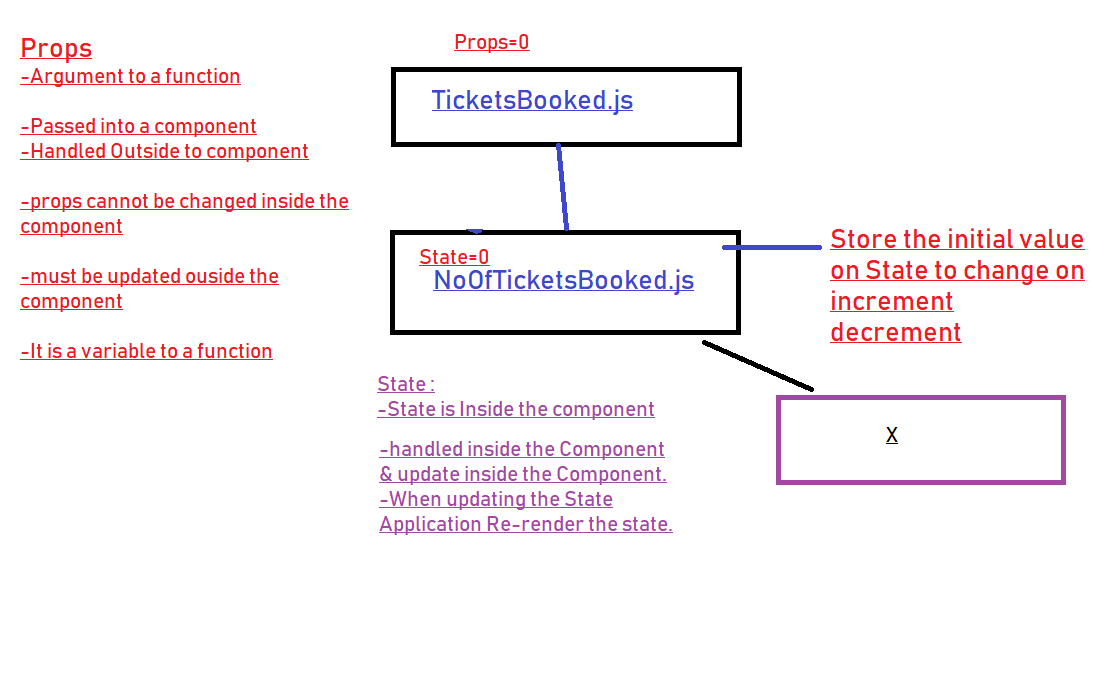 Props
-Argument to a function
-Passed into a component
-Handled Outside to component
-props cannot be changed inside the
component
-must be updated ouside the
component
-It is a variable to a function
Props=0
TicketsBooked.js
State=0
NoOfTicketsBooked.js
Store the initial value
on State to change on
increment
decrement
State :
-State is Inside the component
-handled inside the Component
& update inside the Component.
-When updating the State
Application Re-render the state.
X